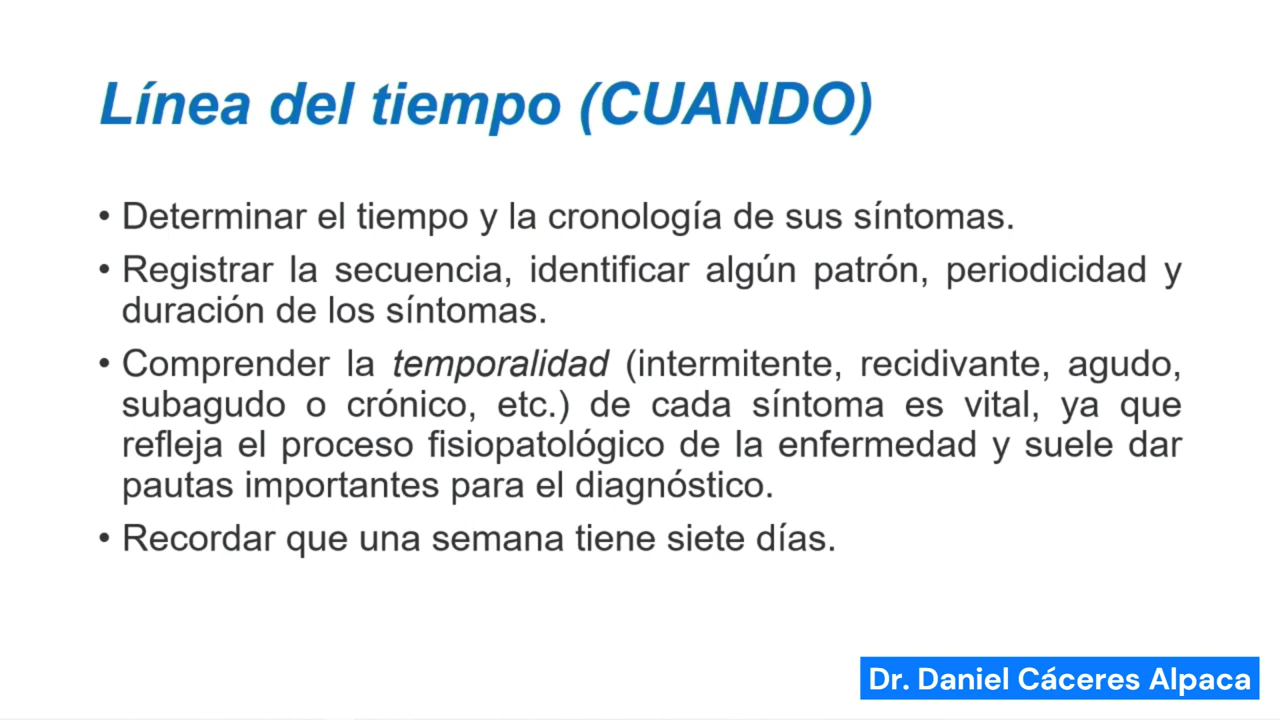 Línea del tiempo (CUANDO)
• Determinar el tiempo y la cronología de sus síntomas.
• Registrar la secuencia, identificar algún patrón, periodicidad y
duración de los síntomas.
• Comprender la temporalidad (intermitente, recidivante, agudo,
subagudo o crónico, etc.) de cada síntoma es vital, ya que
refleja el proceso fisiopatológico de la enfermedad y suele dar
pautas importantes para el diagnóstico.
• Recordar que una semana tiene siete días.
Dr. Daniel Cáceres Alpaca